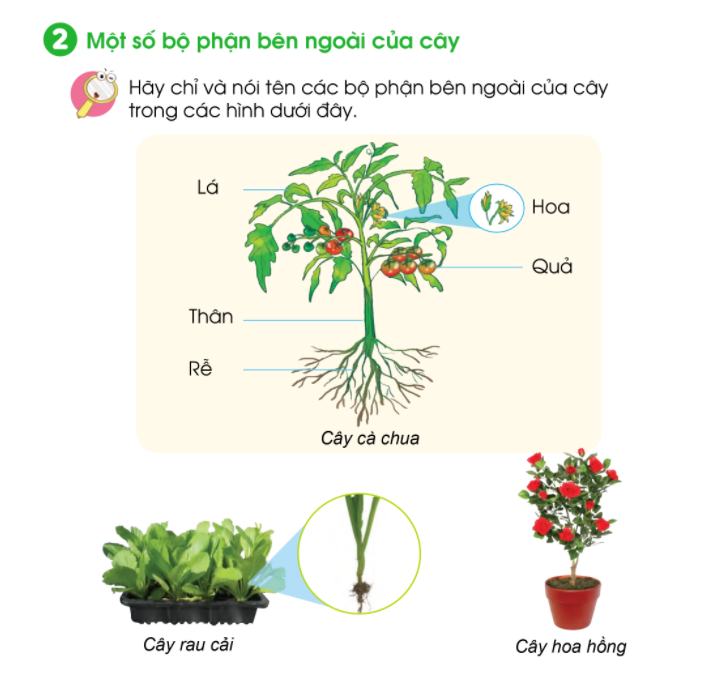 2 Một số bộ phận bên ngoài của cây
Hãy chỉ và nói tên các bộ phận bên ngoài của cây
trong các hình dưới đây.
Lá
Hoa
Quả
Thân
Rễ
Cây cà chua
Cây rau cải
Cây hoa hồng